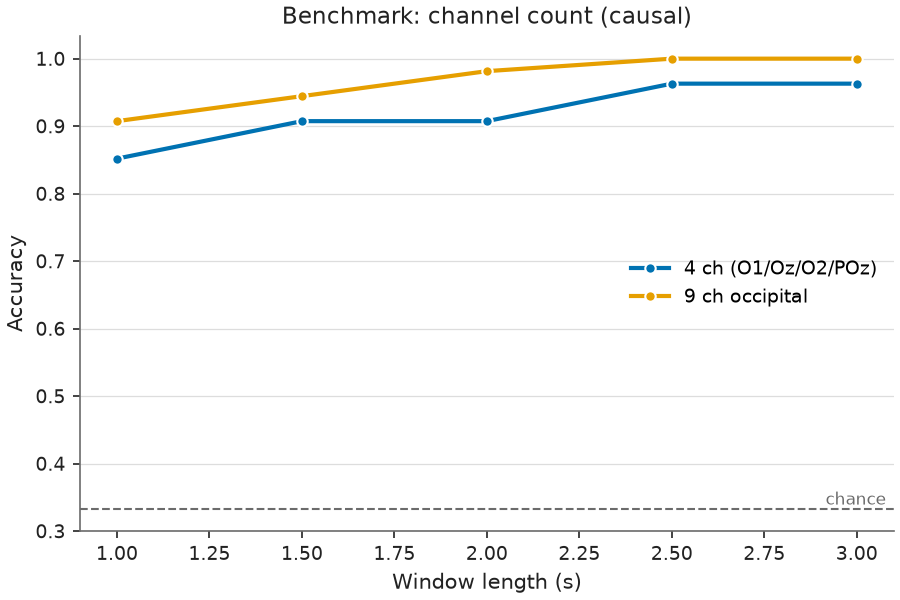 Benchmark: channel count (causal)
1.0
0.9
0.8
0.7
0.6
0.5
0.4
0.3
Accuracy
4 ch (O1/Oz/O2/POz)
9 ch occipital
chance
1.00 1.25 1.50 1.75 2.00 2.25 2.50 2.75 3.00
Window length (s)